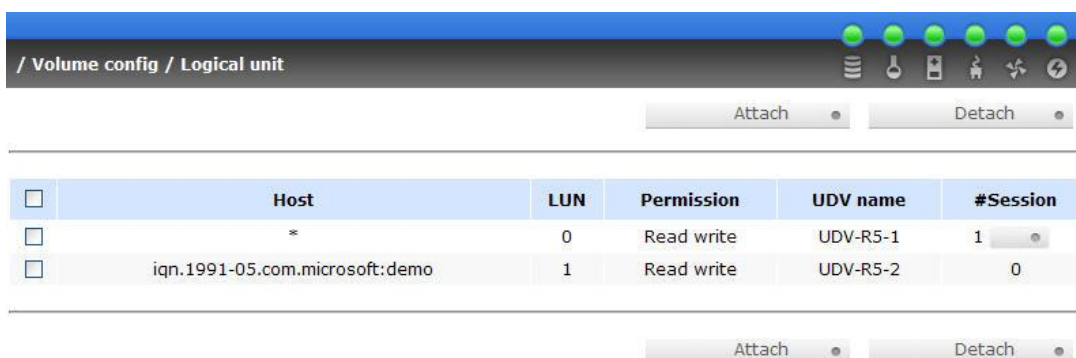 / Volume config / Logical unit
Attach Detach
Host LUN Permission UDV name #Session
* 0 Read write UDV-R5-1 1
iqn.1991-05.com.microsoft:demo 1 Read write UDV-R5-2 0
Attach Detach